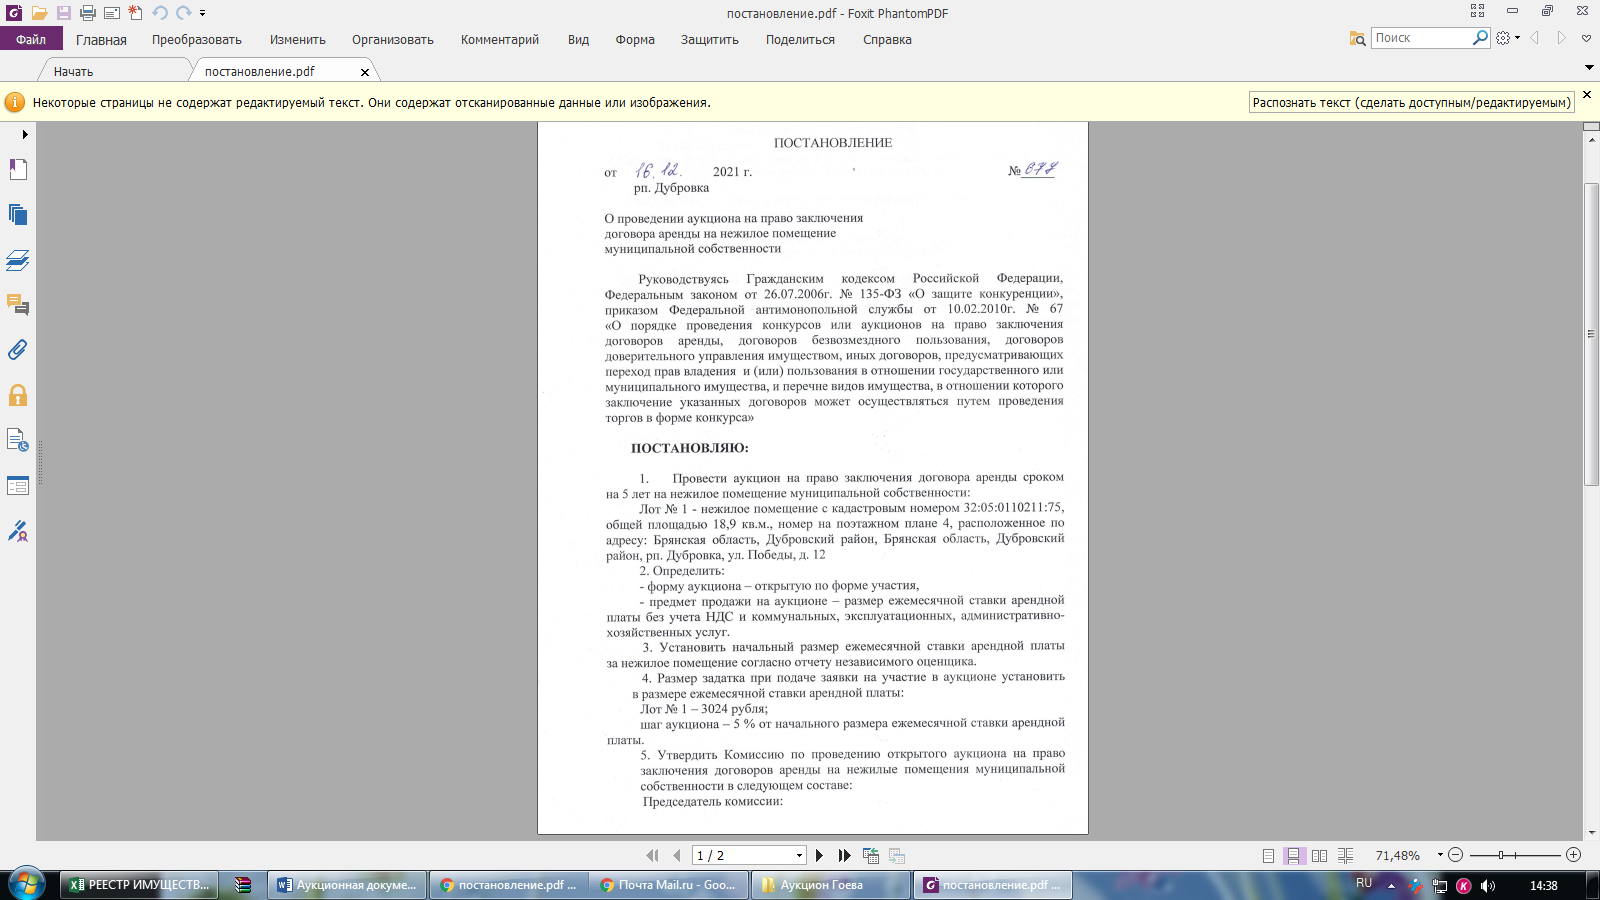 постановление.pdf - Foxit PhantomPDF
Файл Главная Преобразовать Изменить Организовать Комментарий Вид Форма Защитить Поделиться Справка
Поиск
Начать постановление.pdf
Некоторые страницы не содержат редактируемый текст. Они содержат отсканированные данные или изображения.
Распознать текст (сделать доступным/редактируемым)
ПОСТАНОВЛЕНИЕ
от 16.12. 2021 г. № 677
рп. Дубровка
О проведении аукциона на право заключения
договора аренды на нежилое помещение
муниципальной собственности
Руководствуясь Гражданским кодексом Российской Федерации,
Федеральным законом от 26.07.2006г. № 135-ФЗ «О защите конкуренции»,
приказом Федеральной антимонопольной службы от 10.02.2010г. № 67
«О порядке проведения конкурсов или аукционов на право заключения
договоров аренды, договоров безвозмездного пользования, договоров
доверительного управления имуществом, иных договоров, предусматривающих
переход прав владения и (или) пользования в отношении государственного или
муниципального имущества, и перечне видов имущества, в отношении которого
заключение указанных договоров может осуществляться путем проведения
торгов в форме конкурса»
ПОСТАНОВЛЯЮ:
1. Провести аукцион на право заключения договора аренды сроком
на 5 лет на нежилое помещение муниципальной собственности:
Лот № 1 - нежилое помещение с кадастровым номером 32:05:0110211:75,
общей площадью 18,9 кв.м., номер на поэтажном плане 4, расположенное по
адресу: Брянская область, Дубровский район, Брянская область, Дубровский
район, рп. Дубровка, ул. Победы, д. 12
2. Определить:
- форму аукциона – открытую по форме участия,
- предмет продажи на аукционе – размер ежемесячной ставки арендной
платы без учета НДС и коммунальных, эксплуатационных, административно-
хозяйственных услуг.
3. Установить начальный размер ежемесячной ставки арендной платы
за нежилое помещение согласно отчету независимого оценщика.
4. Размер задатка при подаче заявки на участие в аукционе установить
в размере ежемесячной ставки арендной платы:
Лот № 1 – 3024 рубля;
шаг аукциона – 5 % от начального размера ежемесячной ставки арендной
платы.
5. Утвердить Комиссию по проведению открытого аукциона на право
заключения договоров аренды на нежилые помещения муниципальной
собственности в следующем составе:
Председатель комиссии:
1 / 2
71,48%
РЕЕСТР ИМУЩЕСТВ... Аукционная докуме... постановление.pdf ... Почта Mail.ru - Goo... Аукцион Гоева постановление.pdf ... RU 14:38